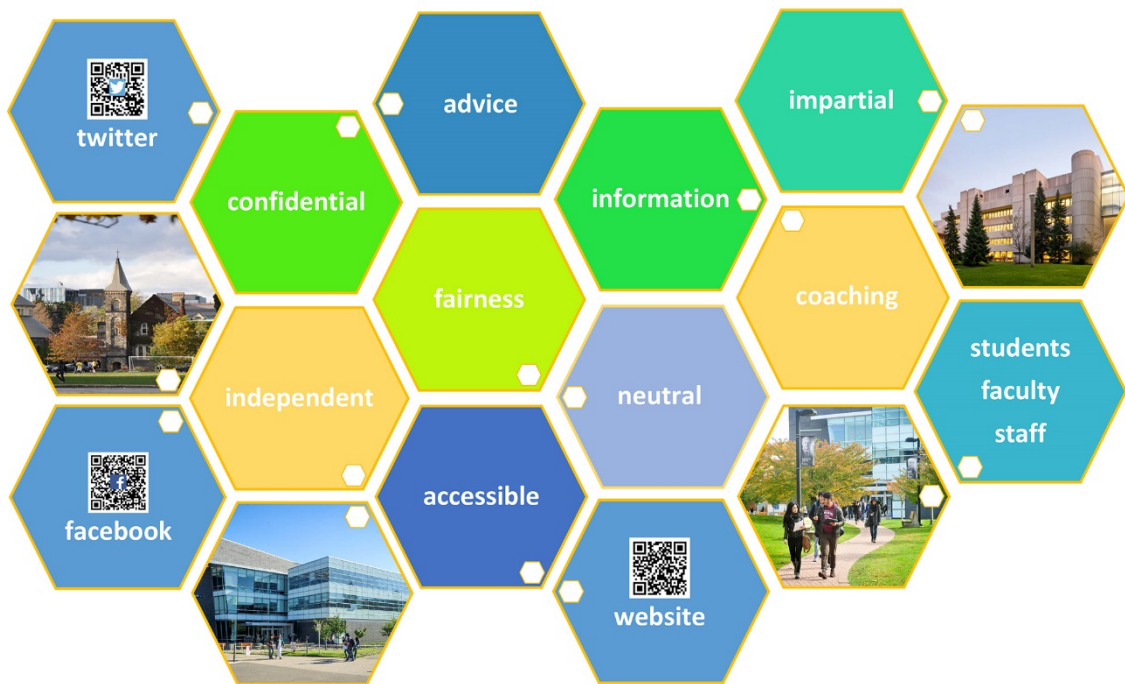 twitter
advice
impartial
confidential
information
fairness
coaching
independent
neutral
students
faculty
staff
facebook
accessible
website